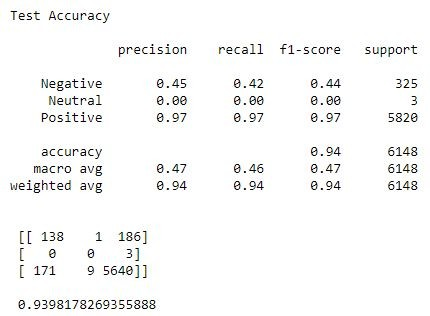 Test Accuracy
precision recall f1-score support
Negative 0.45 0.42 0.44 325
Neutral 0.00 0.00 0.00 3
Positive 0.97 0.97 0.97 5820
accuracy 0.94 6148
macro avg 0.47 0.46 0.47 6148
weighted avg 0.94 0.94 0.94 6148
[[ 138 1 186]
[ 0 0 3]
[ 171 9 5640]]
0.9398178269355888